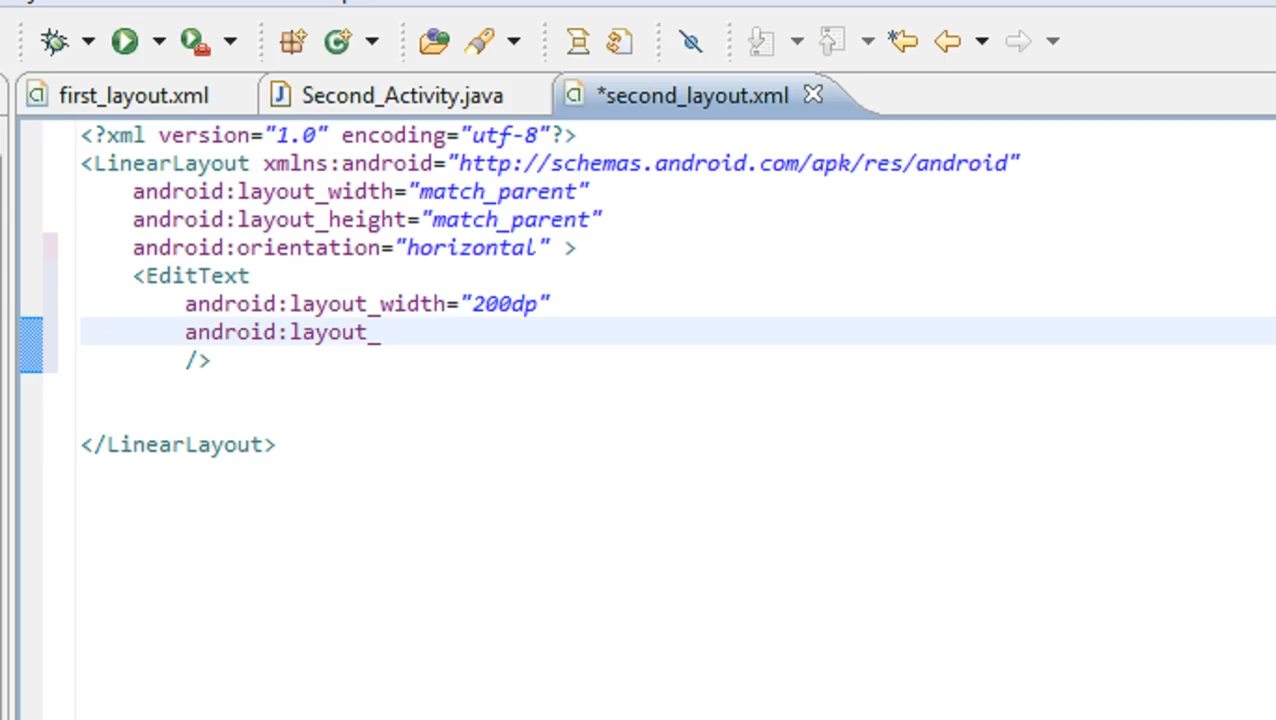 first_layout.xml
Second_Activity.java
*second_layout.xml
<?xml version="1.0" encoding="utf-8"?>
<LinearLayout xmlns:android="http://schemas.android.com/apk/res/android"
    android:layout_width="match_parent"
    android:layout_height="match_parent"
    android:orientation="horizontal" >
    <EditText
        android:layout_width="200dp"
        android:layout_
        />
</LinearLayout>